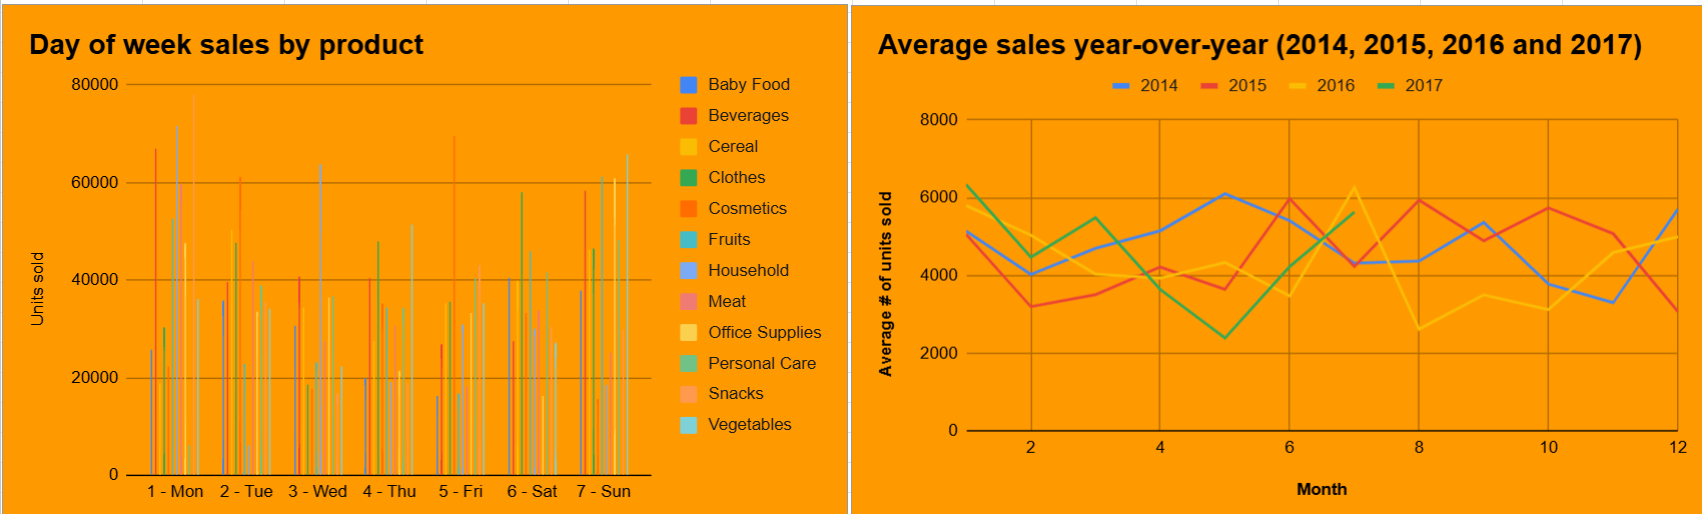 Day of week sales by product
80000
60000
40000
20000
0
Units sold
1 - Mon
2 - Tue
3 - Wed
4 - Thu
5 - Fri
6 - Sat
7 - Sun
Baby Food
Beverages
Cereal
Clothes
Cosmetics
Fruits
Household
Meat
Office Supplies
Personal Care
Snacks
Vegetables
Average sales year-over-year (2014, 2015, 2016 and 2017)
2014
2015
2016
2017
8000
6000
4000
2000
0
Average # of units sold
2
4
6
8
10
12
Month